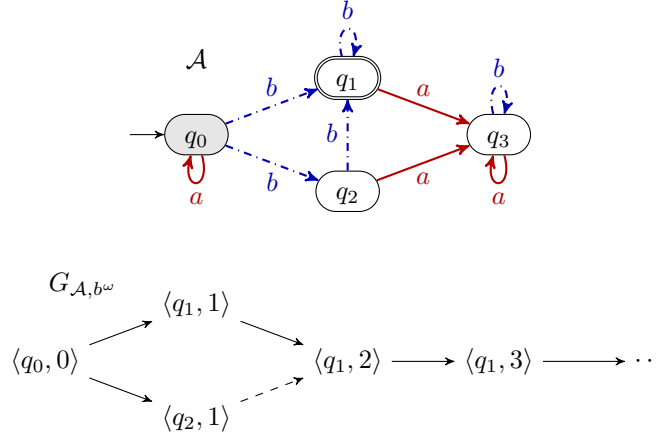 b
𝒜
q₁
b
b
a
b
q₀
b
q₃
b
a
a
q₂
a
G_{𝒜,b^ω}
⟨q₁, 1⟩
⟨q₀, 0⟩ ⟨q₁, 2⟩ ⟨q₁, 3⟩ ··
⟨q₂, 1⟩